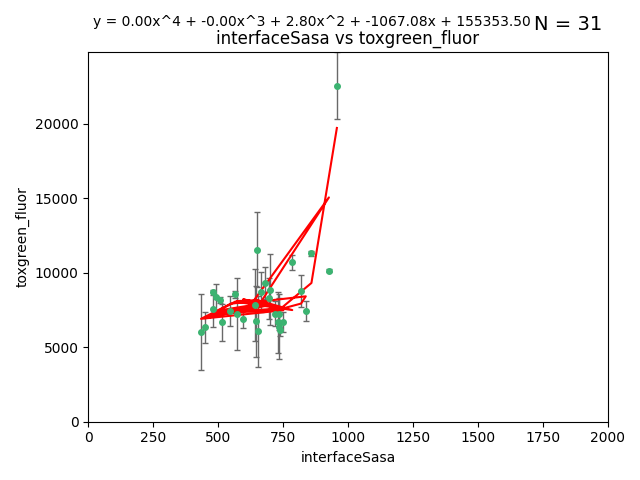 y = 0.00x^4 + -0.00x^3 + 2.80x^2 + -1067.08x + 155353.50 N = 31
interfaceSasa vs toxgreen_fluor
toxgreen_fluor
20000
15000
10000
5000
0
0 250 500 750 1000 1250 1500 1750 2000
interfaceSasa